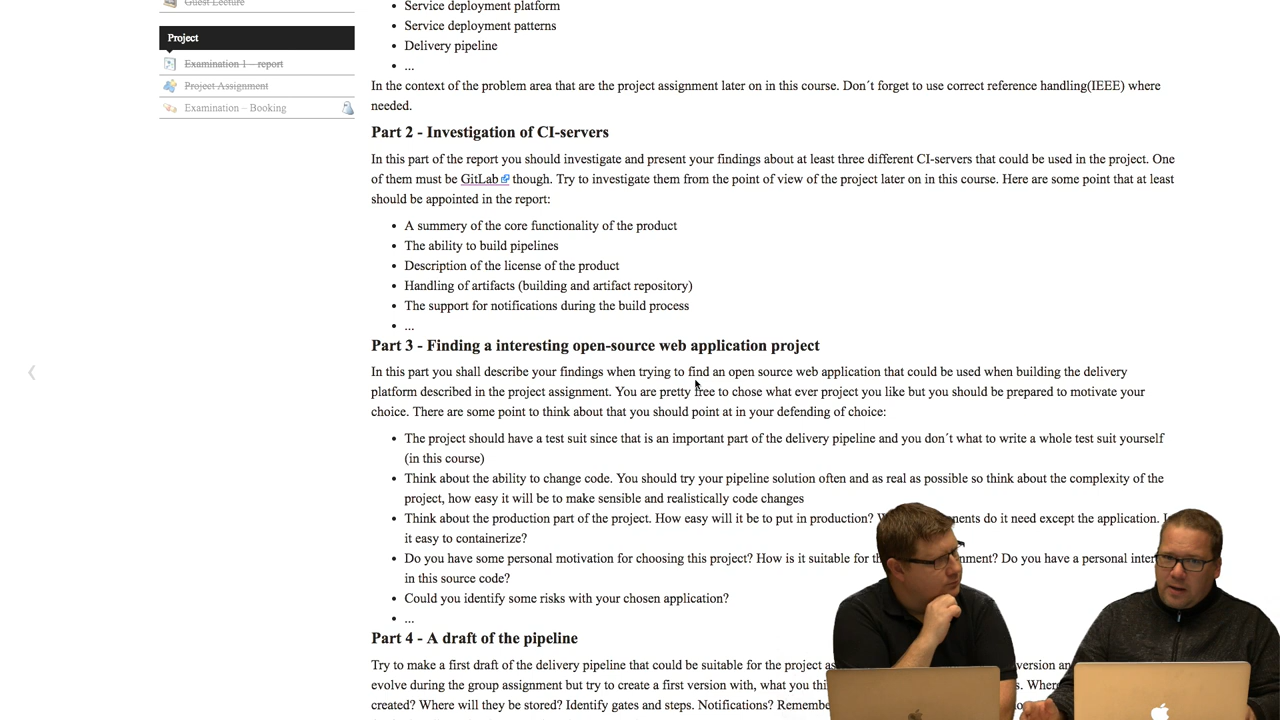 Guest Lecture
Project
Examination 1 – report
Project Assignment
Examination – Booking
Service deployment platform
Service deployment patterns
Delivery pipeline
...
In the context of the problem area that are the project assignment later on in this course. Don´t forget to use correct reference handling(IEEE) where
needed.
Part 2 - Investigation of CI-servers
In this part of the report you should investigate and present your findings about at least three different CI-servers that could be used in the project. One
of them must be GitLab though. Try to investigate them from the point of view of the project later on in this course. Here are some point that at least
should be appointed in the report:
A summery of the core functionality of the product
The ability to build pipelines
Description of the license of the product
Handling of artifacts (building and artifact repository)
The support for notifications during the build process
...
Part 3 - Finding a interesting open-source web application project
In this part you shall describe your findings when trying to find an open source web application that could be used when building the delivery
platform described in the project assignment. You are pretty free to chose what ever project you like but you should be prepared to motivate your
choice. There are some point to think about that you should point at in your defending of choice:
The project should have a test suit since that is an important part of the delivery pipeline and you don´t what to write a whole test suit yourself
(in this course)
Think about the ability to change code. You should try your pipeline solution often and as real as possible so think about the complexity of the
project, how easy it will be to make sensible and realistically code changes
Think about the production part of the project. How easy will it be to put in production? do it need except the application.
it easy to containerize?
Do you have some personal motivation for choosing this project? How is it suitable for Do you have a personal
in this source code?
Could you identify some risks with your chosen application?
...
Part 4 - A draft of the pipeline
Try to make a first draft of the delivery pipeline that could be suitable for the project version
evolve during the group assignment but try to create a first version with, what you
created? Where will they be stored? Identify gates and steps. Notifications?